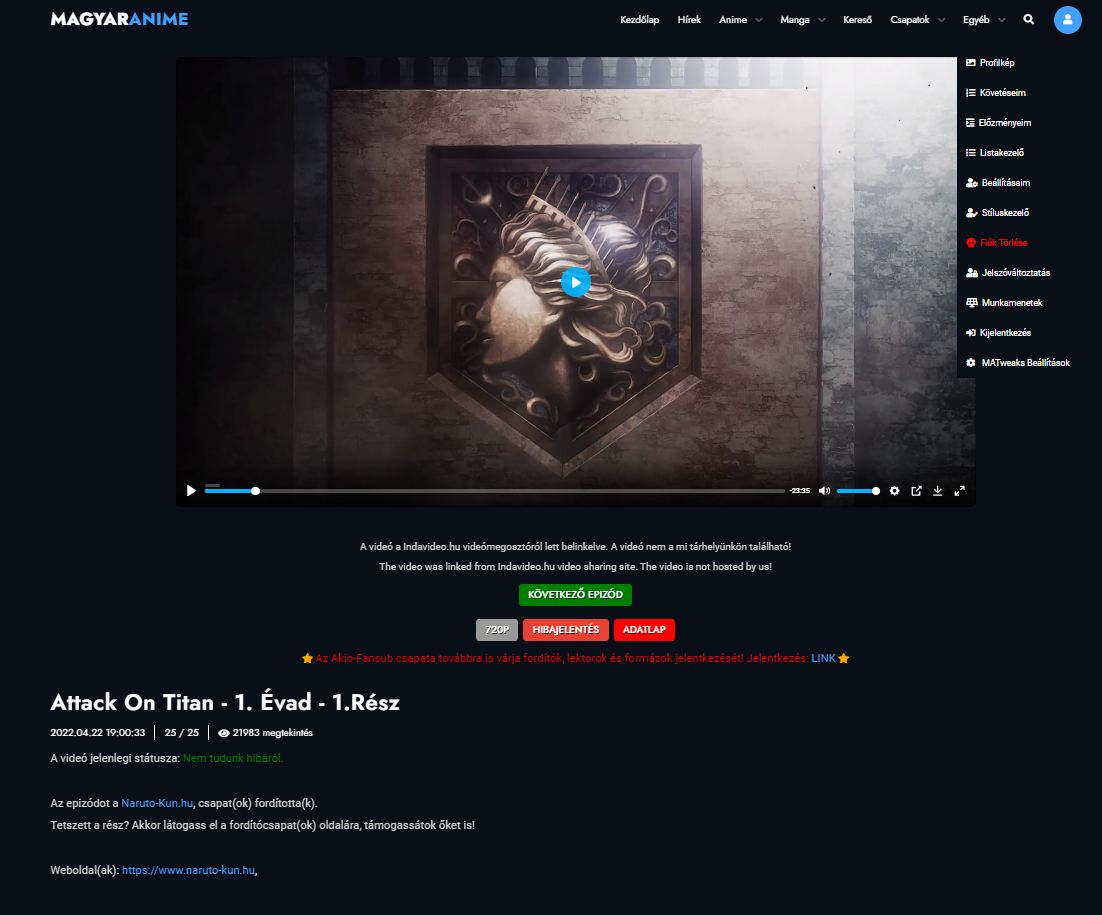 MAGYARANIME
Kezdőlap Hírek Anime Manga Kereső Csapatok Egyéb
Profilkép
Követéseim
Előzményeim
Listakezelő
Beállításaim
Stíluskezelő
Fiók Törlése
Jelszóváltoztatás
Munkamenetek
Kijelentkezés
MATweaks Beállítások
-23:35
A videó a Indavideo.hu videómegosztóról lett belinkelve. A videó nem a mi tárhelyünkön található!
The video was linked from Indavideo.hu video sharing site. The video is not hosted by us!
KÖVETKEZŐ EPIZÓD
720P HIBAJELENTÉS ADATLAP
Az Akio-Fansub csapata továbbra is várja fordítók, lektorok és formázok jelentkezését! Jelentkezés: LINK
Attack On Titan - 1. Évad - 1.Rész
2022.04.22 19:00:33 25 / 25 21983 megtekintés
A videó jelenlegi státusza: Nem tudunk hibáról.
Az epizódot a Naruto-Kun.hu, csapat(ok) fordította(k).
Tetszett a rész? Akkor látogass el a fordítócsapat(ok) oldalára, támogassátok őket is!
Weboldal(ak): https://www.naruto-kun.hu,